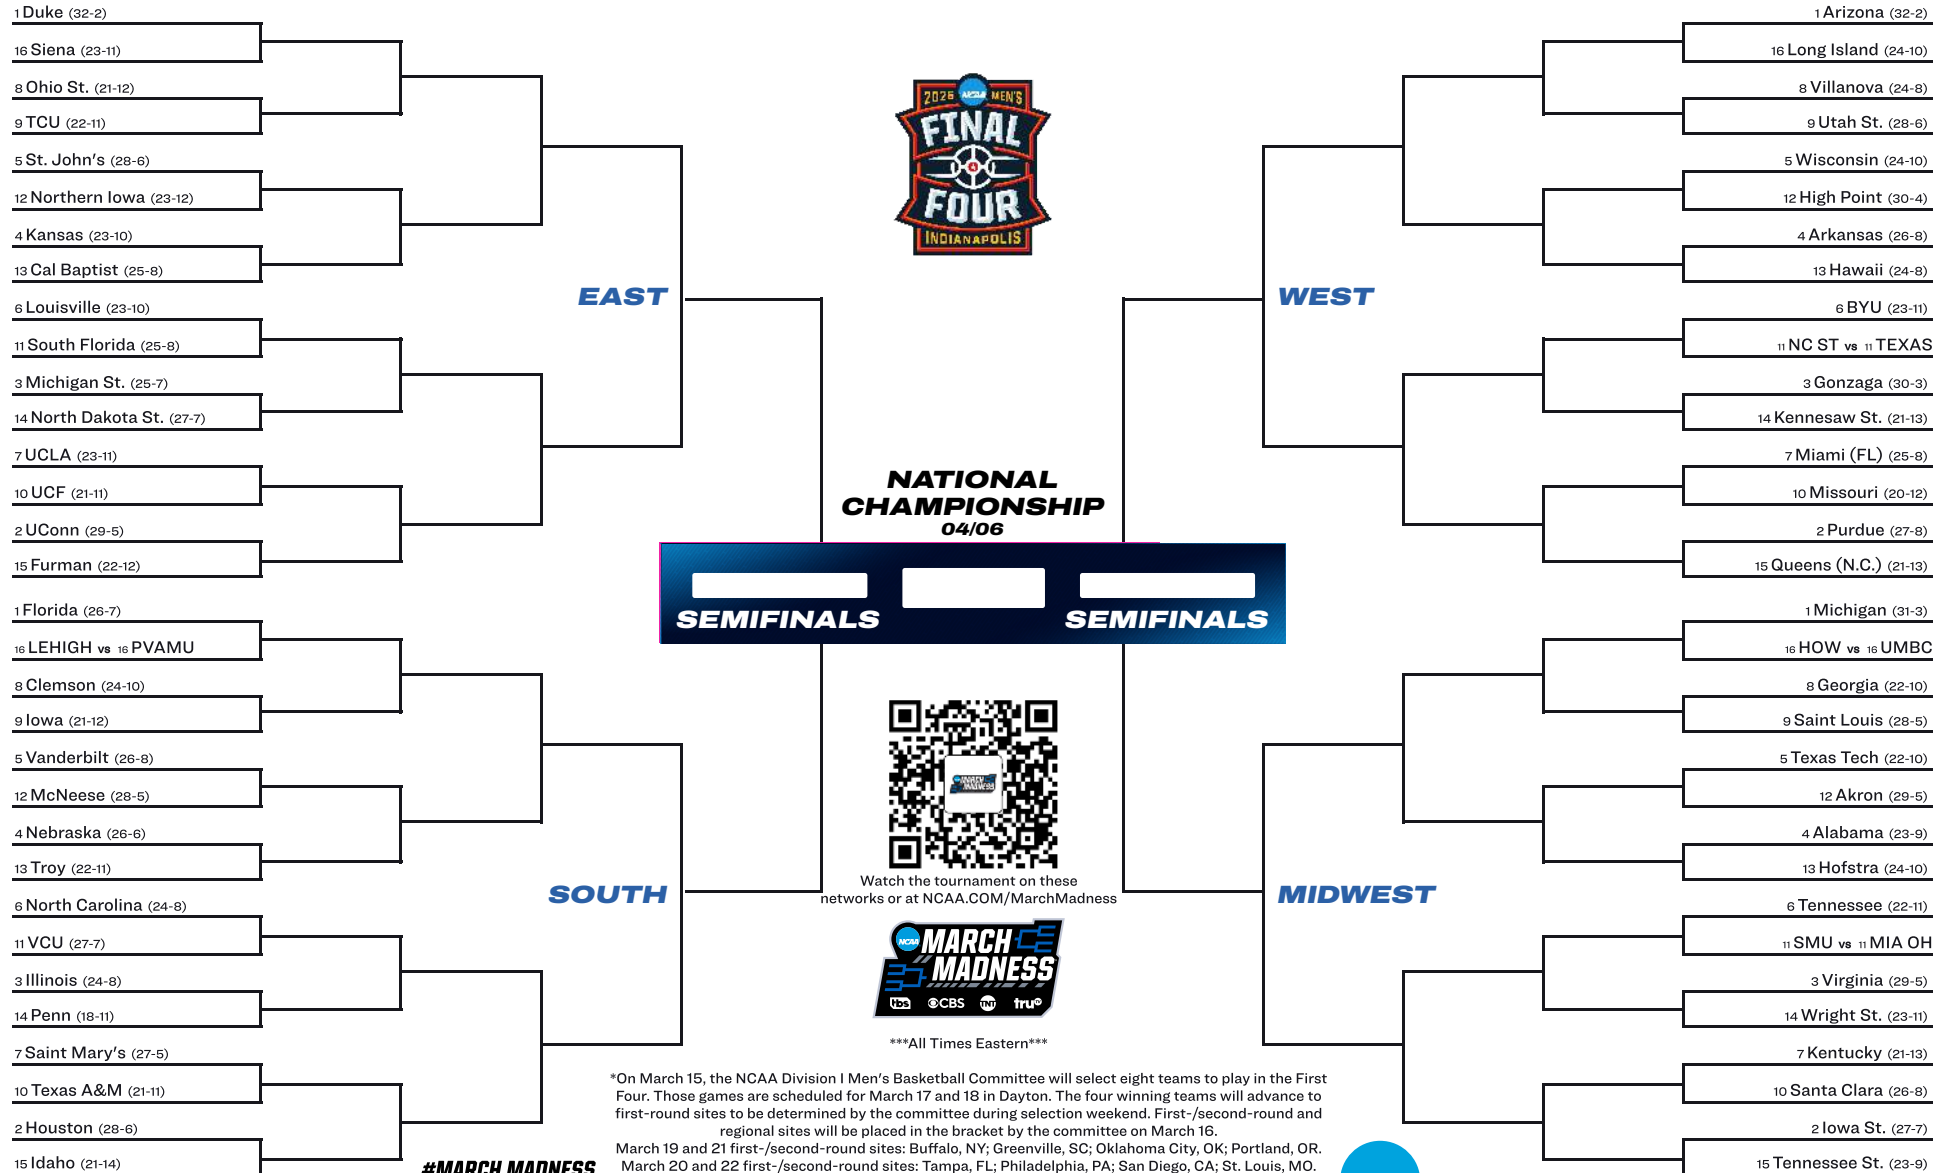 1 Duke (32-2)
16 Siena (23-11)
8 Ohio St. (21-12)
9 TCU (22-11)
5 St. John's (28-6)
12 Northern Iowa (23-12)
4 Kansas (23-10)
13 Cal Baptist (25-8)
6 Louisville (23-10)
11 South Florida (25-8)
3 Michigan St. (25-7)
14 North Dakota St. (27-7)
7 UCLA (23-11)
10 UCF (21-11)
2 UConn (29-5)
15 Furman (22-12)
EAST
1 Florida (26-7)
16 LEHIGH vs 16 PVAMU
8 Clemson (24-10)
9 Iowa (21-12)
5 Vanderbilt (26-8)
12 McNeese (28-5)
4 Nebraska (26-6)
13 Troy (22-11)
6 North Carolina (24-8)
11 VCU (27-7)
3 Illinois (24-8)
14 Penn (18-11)
7 Saint Mary's (27-5)
10 Texas A&M (21-11)
2 Houston (28-6)
15 Idaho (21-14)
SOUTH
2026 NCAA MEN'S
FINAL
FOUR
INDIANAPOLIS
NATIONAL
CHAMPIONSHIP
04/06
SEMIFINALS
SEMIFINALS
MARCH
MADNESS
Watch the tournament on these
networks or at NCAA.COM/MarchMadness
NCAA
MARCH
MADNESS
tbs CBS TNT truTV
***All Times Eastern***
*On March 15, the NCAA Division I Men's Basketball Committee will select eight teams to play in the First
Four. Those games are scheduled for March 17 and 18 in Dayton. The four winning teams will advance to
first-round sites to be determined by the committee during selection weekend. First-/second-round and
regional sites will be placed in the bracket by the committee on March 16.
March 19 and 21 first-/second-round sites: Buffalo, NY; Greenville, SC; Oklahoma City, OK; Portland, OR.
March 20 and 22 first-/second-round sites: Tampa, FL; Philadelphia, PA; San Diego, CA; St. Louis, MO.
#MARCH MADNESS
1 Arizona (32-2)
16 Long Island (24-10)
8 Villanova (24-8)
9 Utah St. (28-6)
5 Wisconsin (24-10)
12 High Point (30-4)
4 Arkansas (26-8)
13 Hawaii (24-8)
6 BYU (23-11)
11 NC ST vs 11 TEXAS
3 Gonzaga (30-3)
14 Kennesaw St. (21-13)
7 Miami (FL) (25-8)
10 Missouri (20-12)
2 Purdue (27-8)
15 Queens (N.C.) (21-13)
WEST
1 Michigan (31-3)
16 HOW vs 16 UMBC
8 Georgia (22-10)
9 Saint Louis (28-5)
5 Texas Tech (22-10)
12 Akron (29-5)
4 Alabama (23-9)
13 Hofstra (24-10)
6 Tennessee (22-11)
11 SMU vs 11 MIA OH
3 Virginia (29-5)
14 Wright St. (23-11)
7 Kentucky (21-13)
10 Santa Clara (26-8)
2 Iowa St. (27-7)
15 Tennessee St. (23-9)
MIDWEST